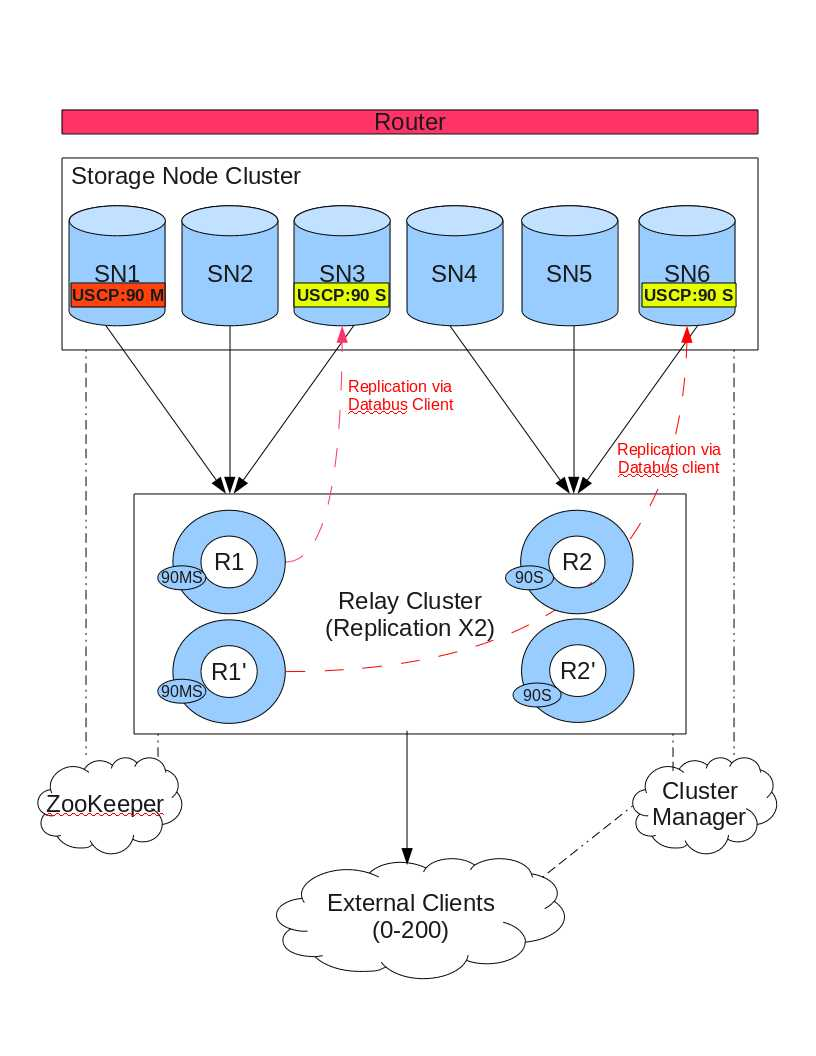 Router
Storage Node Cluster
SN1
SN2
SN3
SN4
SN5
SN6
USCP:90 M
USCP:90 S
USCP:90 S
Replication via
Databus Client
Replication via
Databus client
R1
90MS
R2
90S
Relay Cluster
(Replication X2)
R1'
90MS
R2'
90S
ZooKeeper
Cluster
Manager
External Clients
(0-200)